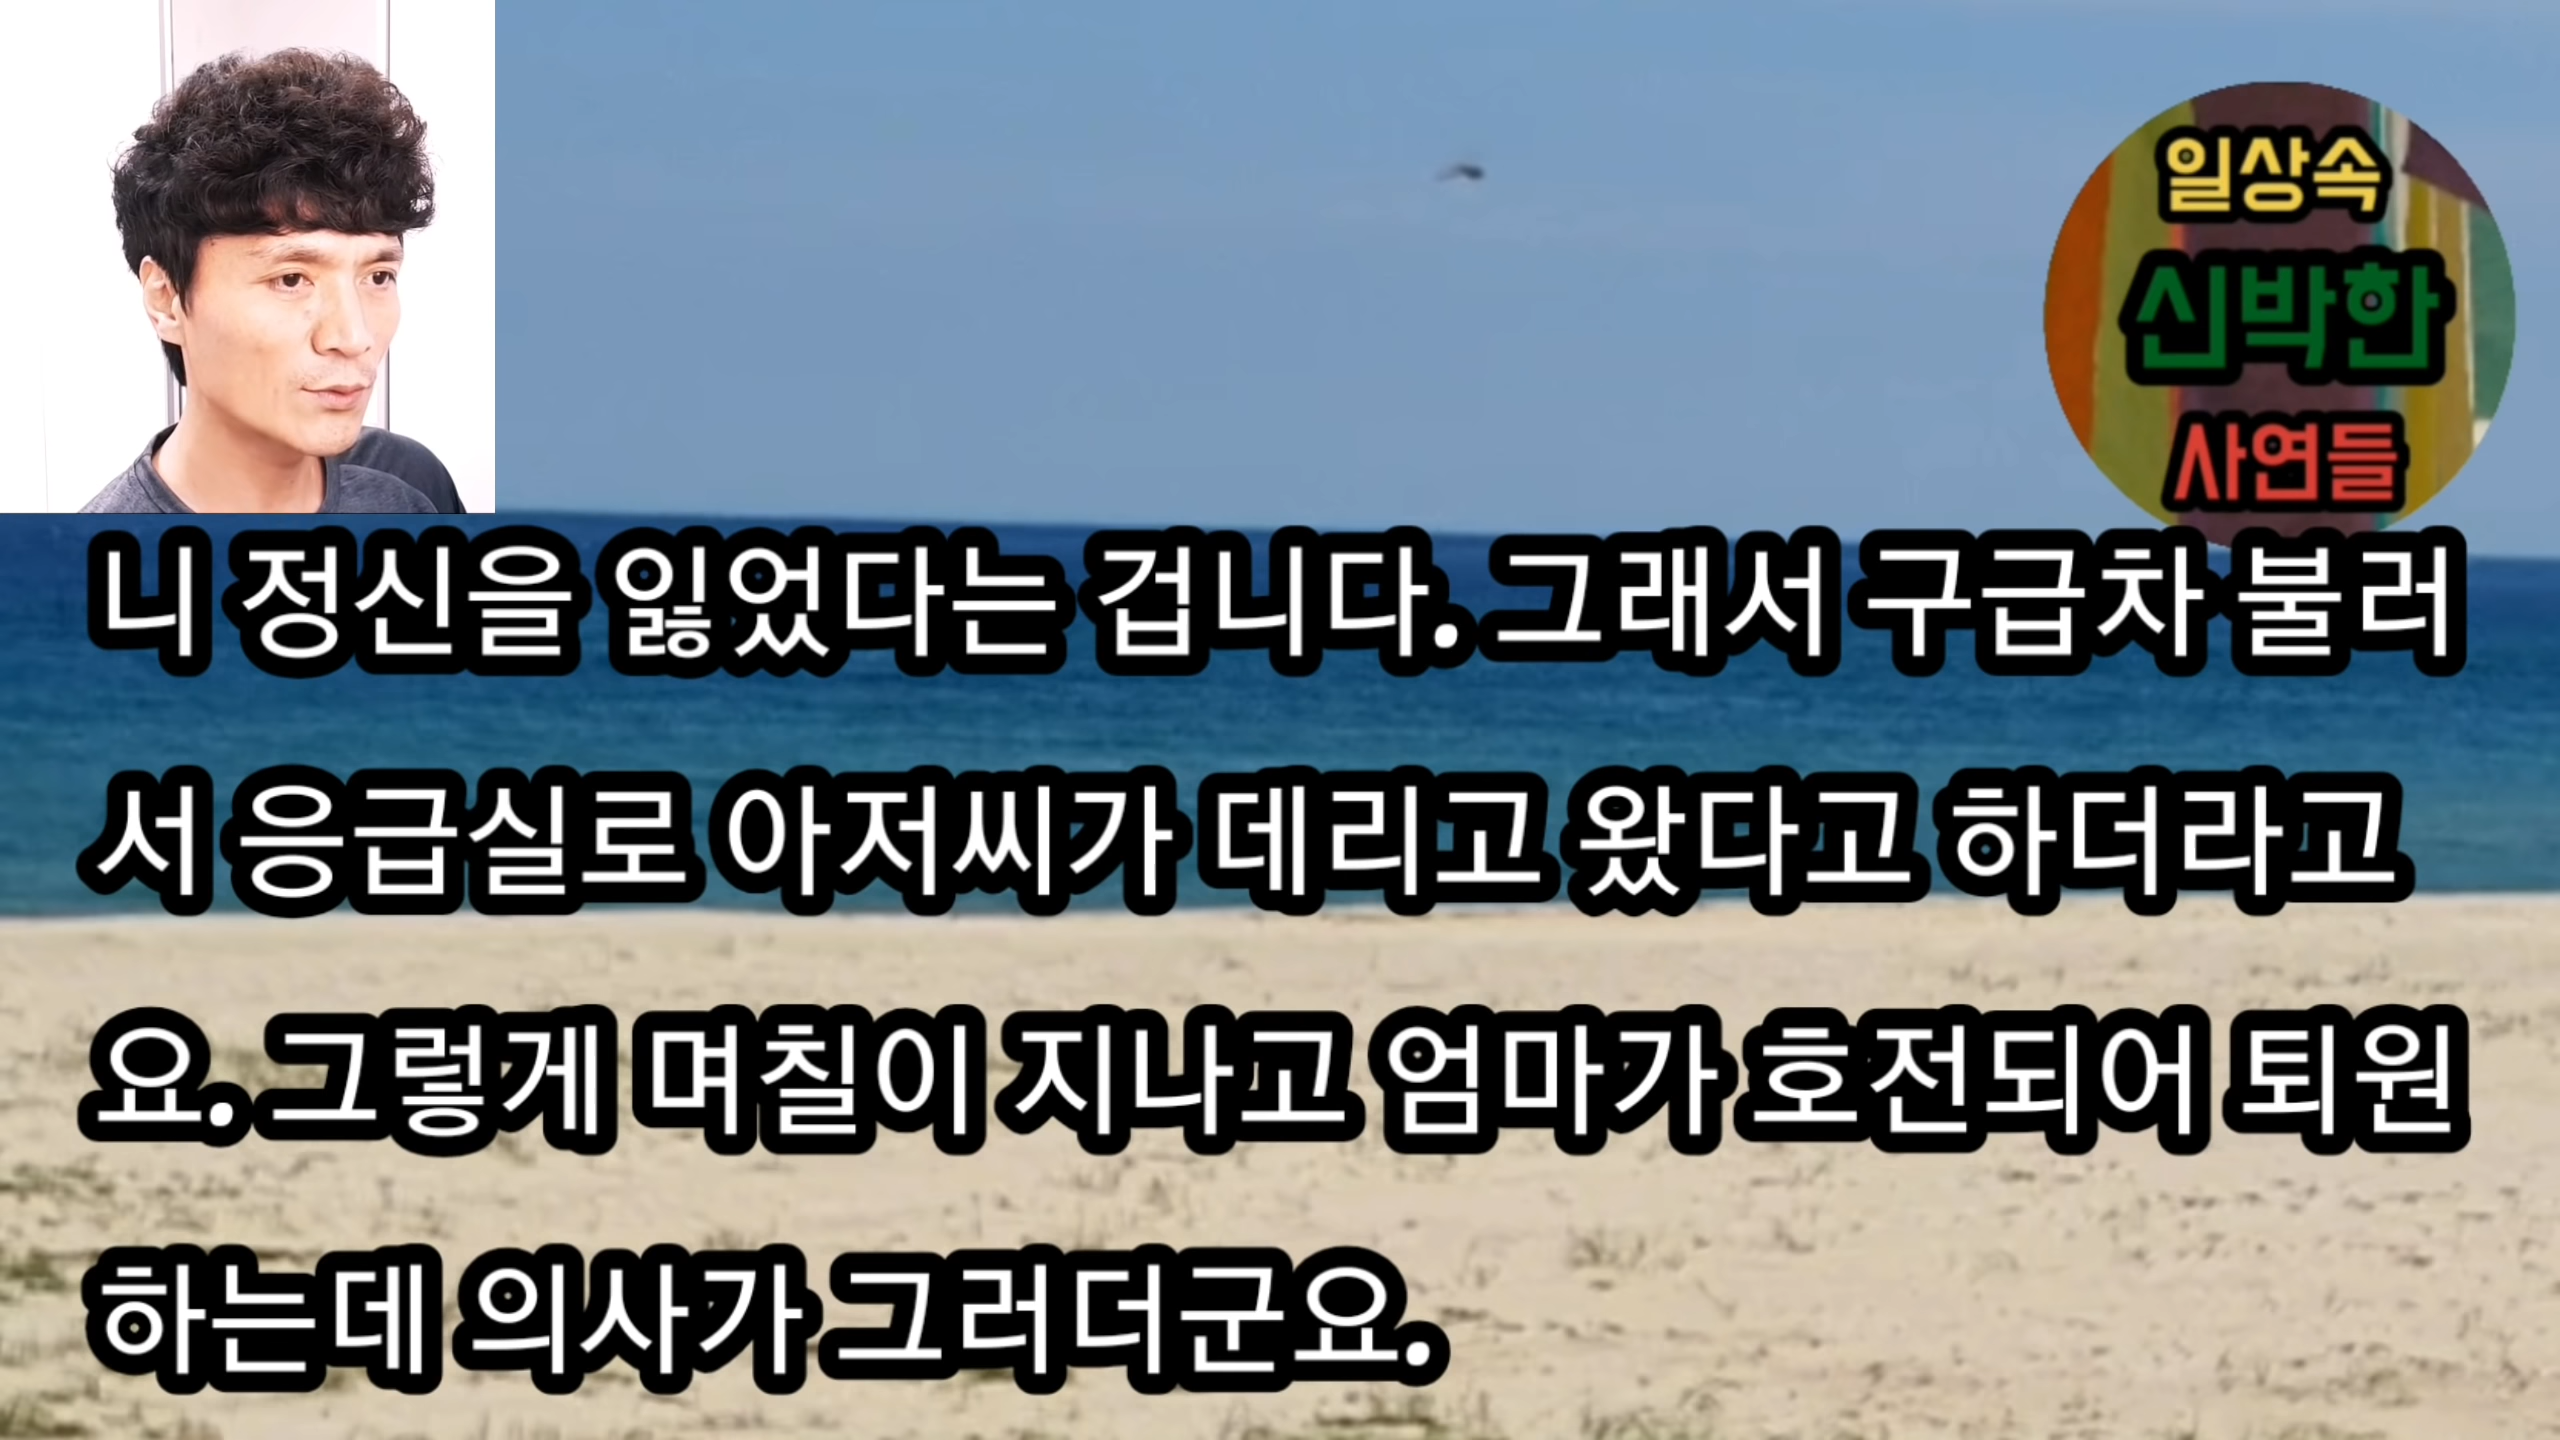 일상속
신박한
사연들
니 정신을 잃었다는 겁니다. 그래서 구급차 불러
서 응급실로 아저씨가 데리고 왔다고 하더라고
요. 그렇게 며칠이 지나고 엄마가 호전되어 퇴원
하는데 의사가 그러더군요.